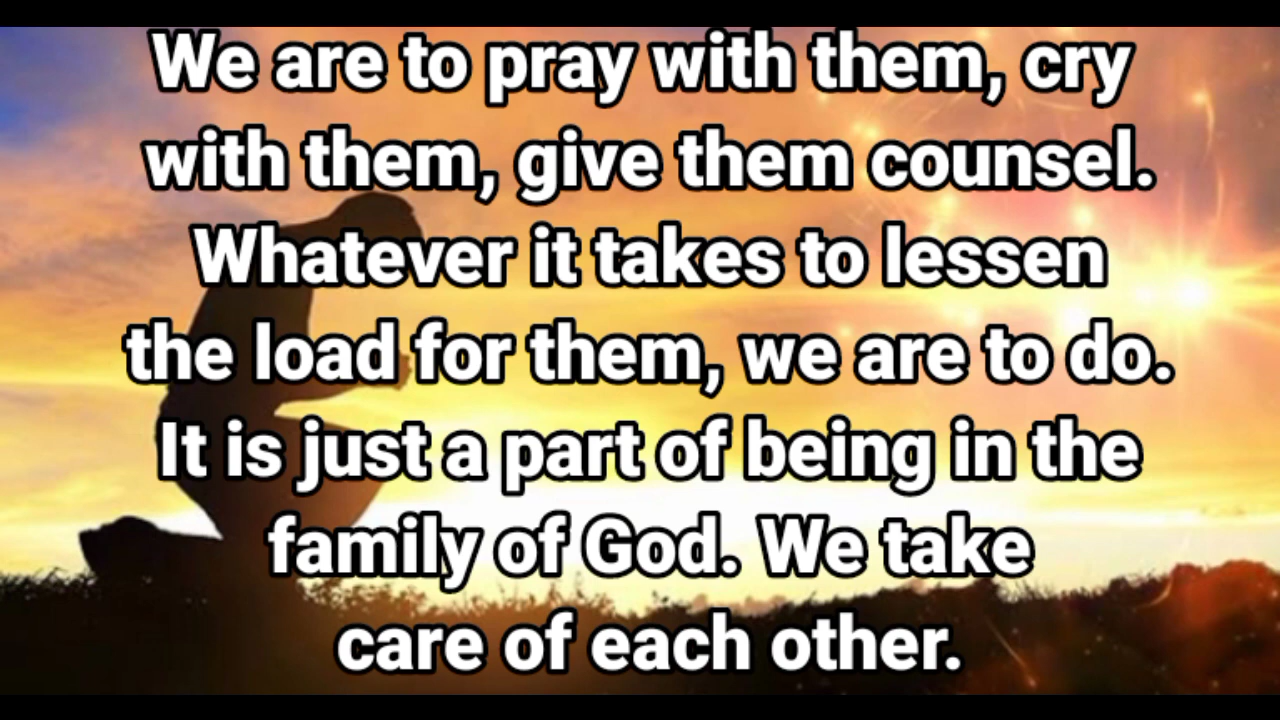 We are to pray with them, cry
with them, give them counsel.
Whatever it takes to lessen
the load for them, we are to do.
It is just a part of being in the
family of God. We take
care of each other.